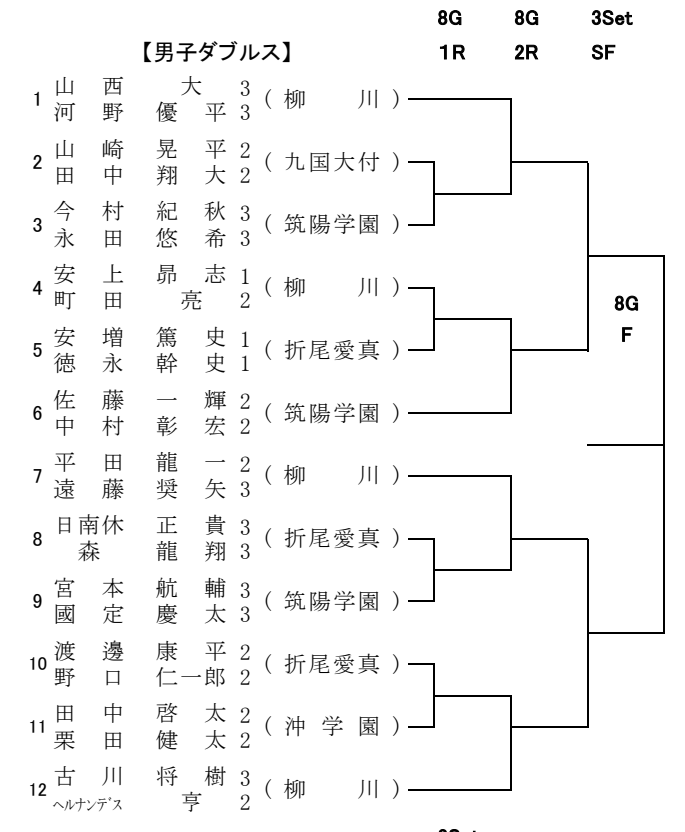 8G 8G 3Set
【男子ダブルス】 1R 2R SF
1 山西 大 3 (柳川)
河野 優平 3
2 山崎 晃平 2 (九国大付)
田中 翔大 2
3 今村 紀秋 3 (筑陽学園)
永田 悠希 3
4 安上 昴志 1 (柳川)
町田 亮 2
8G
F
5 安増 篤史 1 (折尾愛真)
徳永 幹史 1
6 佐藤 一輝 2 (筑陽学園)
中村 彰宏 2
7 平田 龍一 2 (柳川)
遠藤 奨矢 3
8 日南休 正貴 3 (折尾愛真)
森 龍翔 3
9 宮本 航輔 3 (筑陽学園)
國定 慶太 3
10 渡邊 康平 2 (折尾愛真)
野口 仁一郎 2
11 田中 啓太 2 (沖学園)
栗田 健太 2
12 古川 将樹 3 (柳川)
ヘルナンデス 亨 2